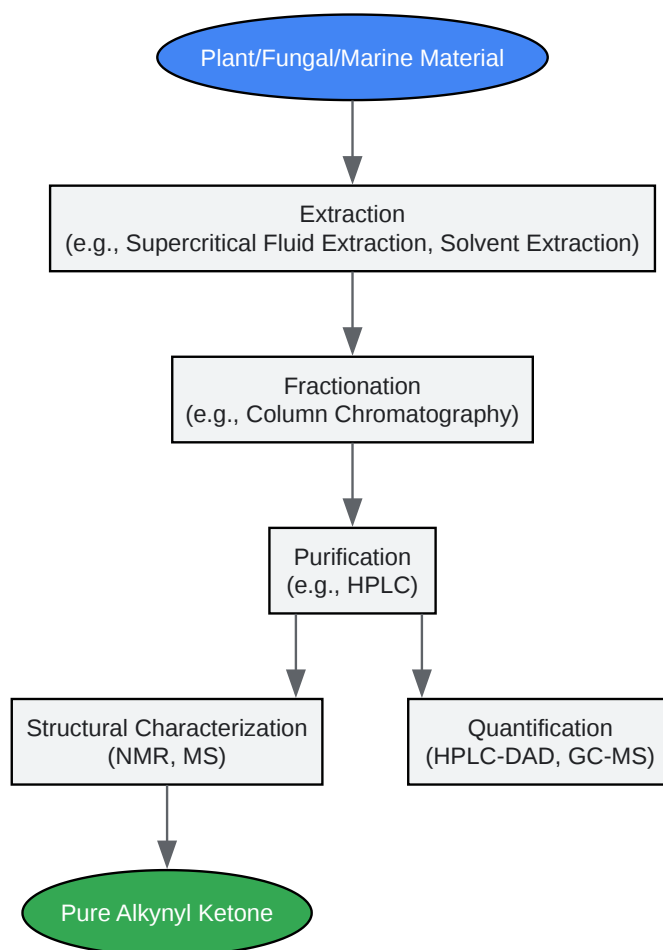 Plant/Fungal/Marine Material
Extraction
(e.g., Supercritical Fluid Extraction, Solvent Extraction)
Fractionation
(e.g., Column Chromatography)
Purification
(e.g., HPLC)
Structural Characterization
(NMR, MS)
Quantification
(HPLC-DAD, GC-MS)
Pure Alkynyl Ketone